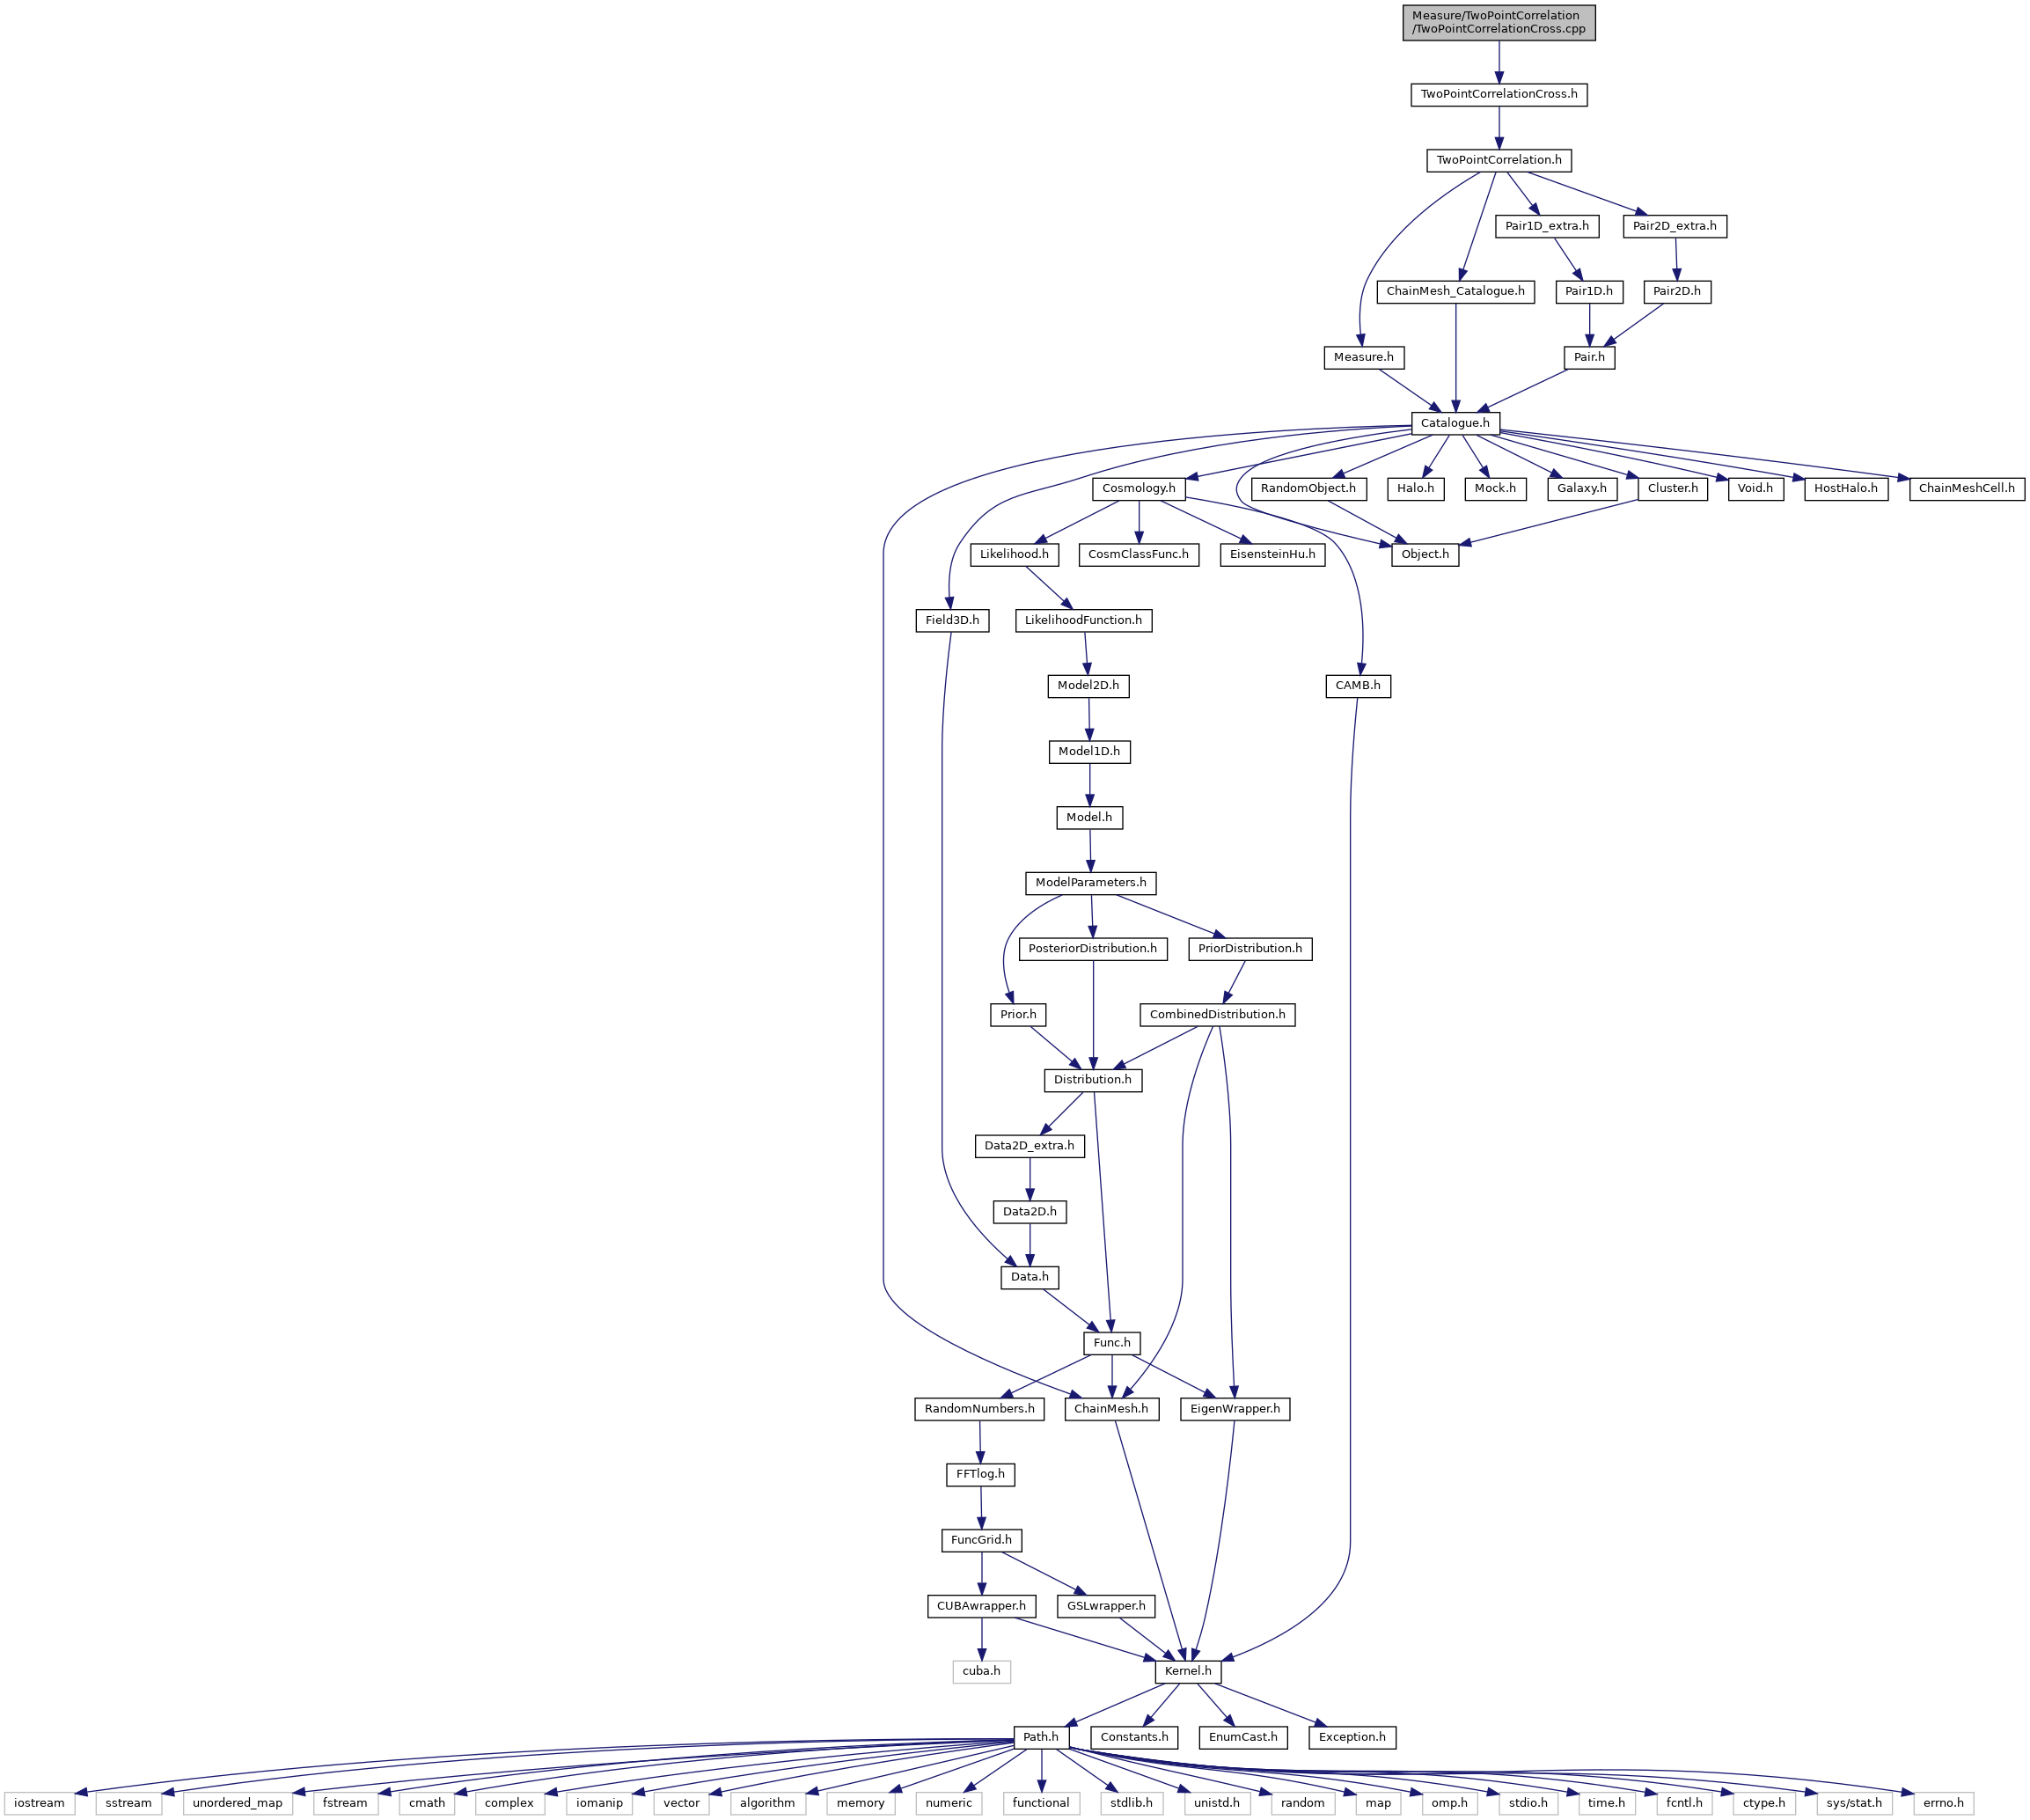 Measure/TwoPointCorrelation
/TwoPointCorrelationCross.cpp
TwoPointCorrelationCross.h
TwoPointCorrelation.h
Pair1D_extra.h
Pair2D_extra.h
ChainMesh_Catalogue.h
Pair1D.h
Pair2D.h
Measure.h
Pair.h
Catalogue.h
Cosmology.h
RandomObject.h
Halo.h
Mock.h
Galaxy.h
Cluster.h
Void.h
HostHalo.h
ChainMeshCell.h
Likelihood.h
CosmClassFunc.h
EisensteinHu.h
Object.h
Field3D.h
LikelihoodFunction.h
Model2D.h
CAMB.h
Model1D.h
Model.h
ModelParameters.h
PosteriorDistribution.h
PriorDistribution.h
Prior.h
CombinedDistribution.h
Distribution.h
Data2D_extra.h
Data2D.h
Data.h
Func.h
RandomNumbers.h
ChainMesh.h
EigenWrapper.h
FFTlog.h
FuncGrid.h
CUBAwrapper.h
GSLwrapper.h
cuba.h
Kernel.h
Path.h
Constants.h
EnumCast.h
Exception.h
iostream
sstream
unordered_map
fstream
cmath
complex
iomanip
vector
algorithm
memory
numeric
functional
stdlib.h
unistd.h
random
map
omp.h
stdio.h
time.h
fcntl.h
ctype.h
sys/stat.h
errno.h